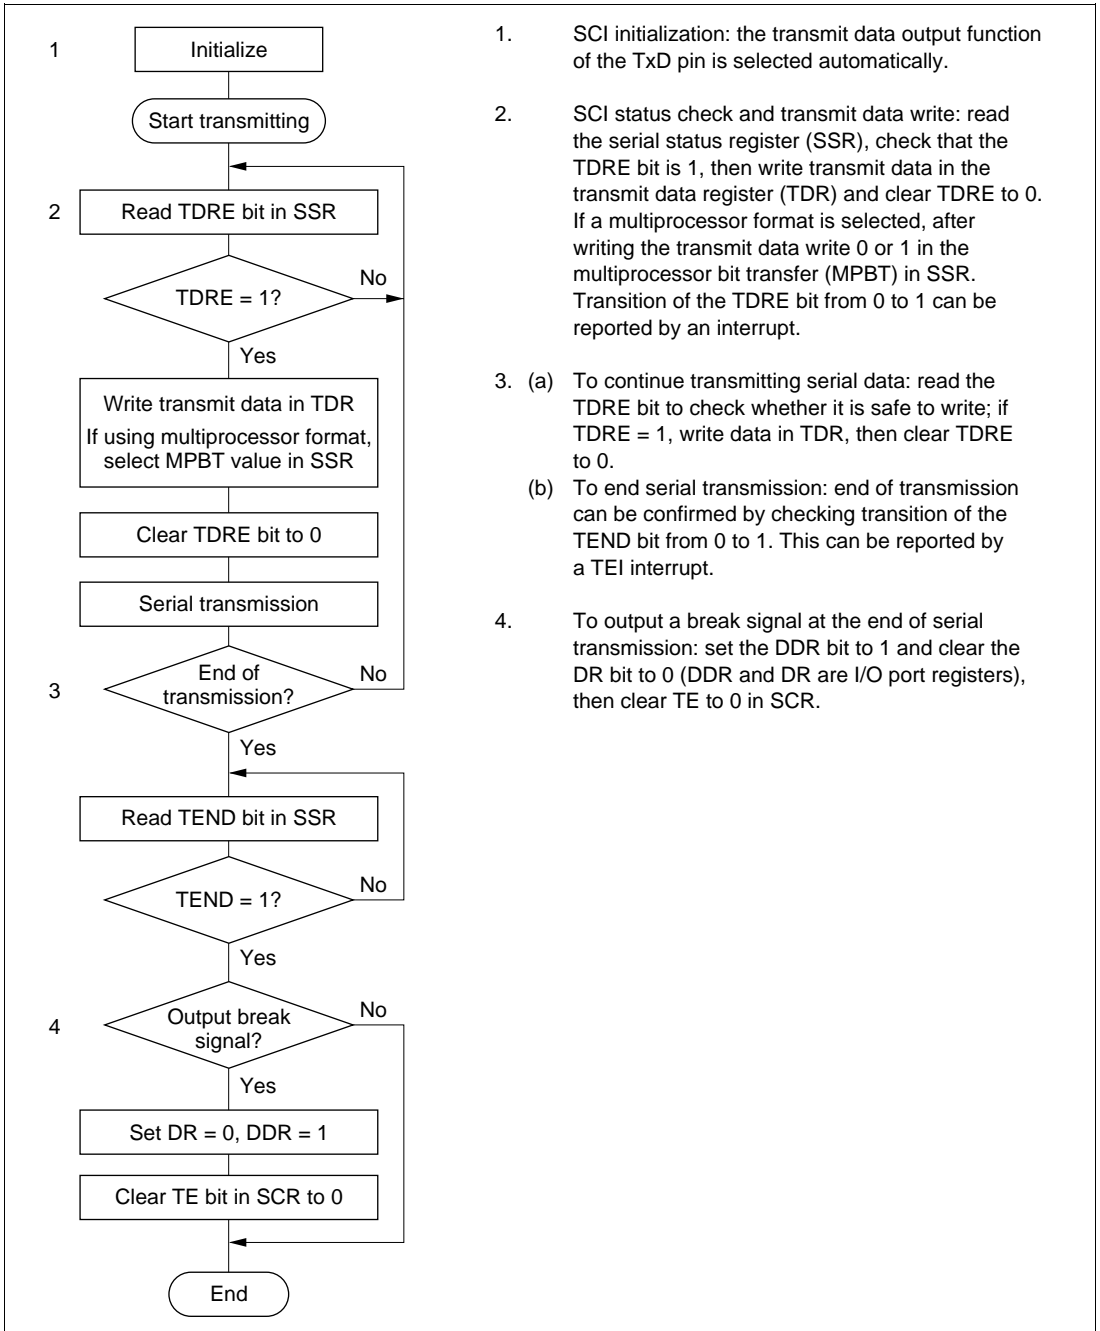 1
Initialize
Start transmitting
2
Read TDRE bit in SSR
TDRE = 1?
No
Yes
Write transmit data in TDR
If using multiprocessor format,
select MPBT value in SSR
Clear TDRE bit to 0
Serial transmission
3
End of
transmission?
No
Yes
Read TEND bit in SSR
TEND = 1?
No
Yes
4
Output break
signal?
No
Yes
Set DR = 0, DDR = 1
Clear TE bit in SCR to 0
End
1. SCI initialization: the transmit data output function
of the TxD pin is selected automatically.
2. SCI status check and transmit data write: read
the serial status register (SSR), check that the
TDRE bit is 1, then write transmit data in the
transmit data register (TDR) and clear TDRE to 0.
If a multiprocessor format is selected, after
writing the transmit data write 0 or 1 in the
multiprocessor bit transfer (MPBT) in SSR.
Transition of the TDRE bit from 0 to 1 can be
reported by an interrupt.
3. (a) To continue transmitting serial data: read the
TDRE bit to check whether it is safe to write; if
TDRE = 1, write data in TDR, then clear TDRE
to 0.
(b) To end serial transmission: end of transmission
can be confirmed by checking transition of the
TEND bit from 0 to 1. This can be reported by
a TEI interrupt.
4. To output a break signal at the end of serial
transmission: set the DDR bit to 1 and clear the
DR bit to 0 (DDR and DR are I/O port registers),
then clear TE to 0 in SCR.